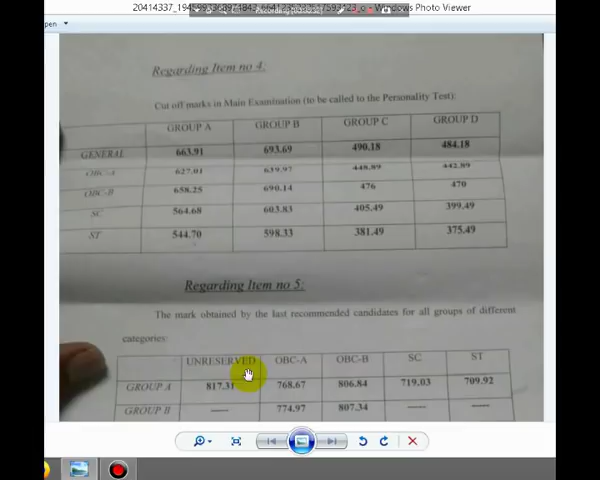 - Windows Photo Viewer
pen
Regarding Item no 4:
Cut off marks in Main Examination (to be called to the Personality Test):
GROUP A GROUP B GROUP C GROUP D
GENERAL 663.91 693.69 490.18 484.18
OBC-A 627.01 639.97 448.89 442.89
OBC-B 658.25 690.14 476 470
SC 564.68 603.83 405.49 399.49
ST 544.70 598.33 381.49 375.49
Regarding Item no 5:
The mark obtained by the last recommended candidates for all groups of different
categories:
UNRESERVED OBC-A OBC-B SC ST
GROUP A 817.31 768.67 806.84 719.03 709.92
GROUP B ----- 774.97 807.34 ----- -----